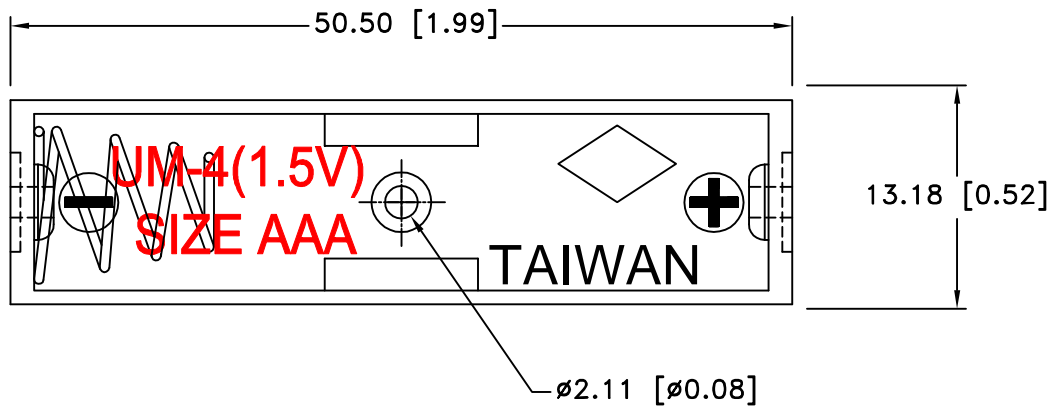 50.50 [1.99]
UM-4(1.5V)
SIZE AAA
13.18 [0.52]
TAIWAN
ø2.11 [ø0.08]